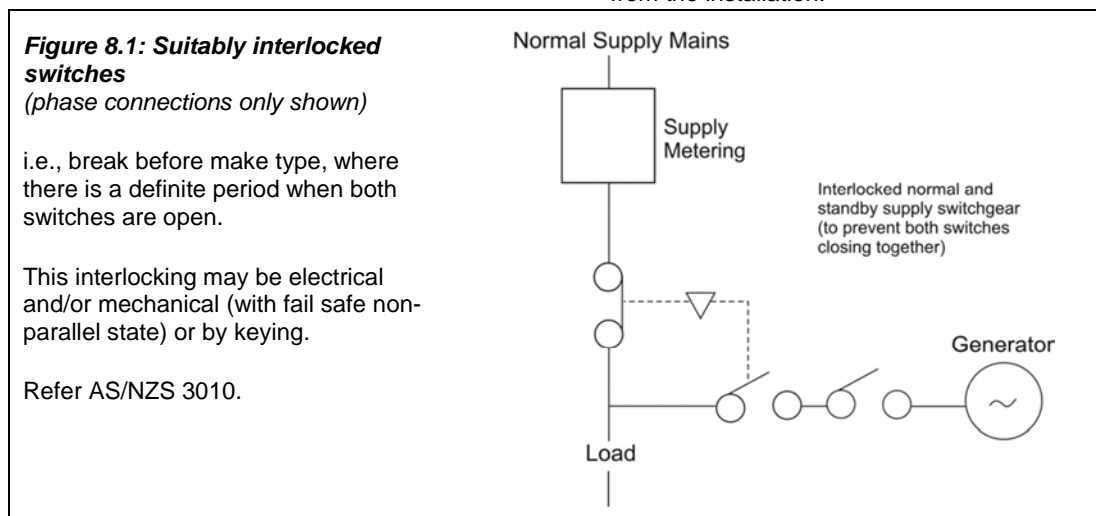 from the installation.
Figure 8.1: Suitably interlocked
switches
(phase connections only shown)
i.e., break before make type, where
there is a definite period when both
switches are open.
This interlocking may be electrical
and/or mechanical (with fail safe non-
parallel state) or by keying.
Refer AS/NZS 3010.
Normal Supply Mains
Supply
Metering
Interlocked normal and
standby supply switchgear
(to prevent both switches
closing together)
Generator
Load